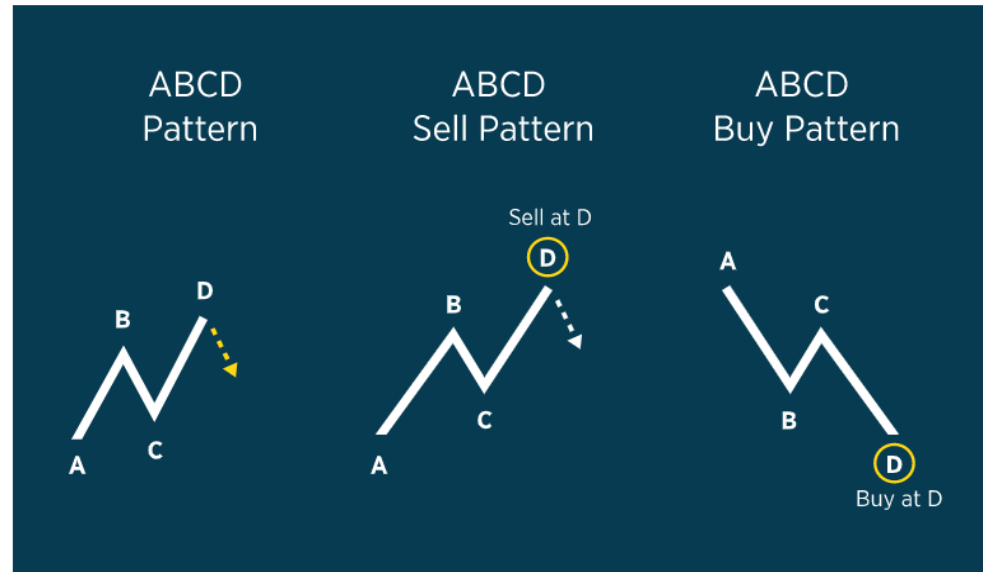 ABCD
Pattern
ABCD
Sell Pattern
ABCD
Buy Pattern
D
B
C
A
Sell at D
D
B
C
A
A
C
B
D
Buy at D